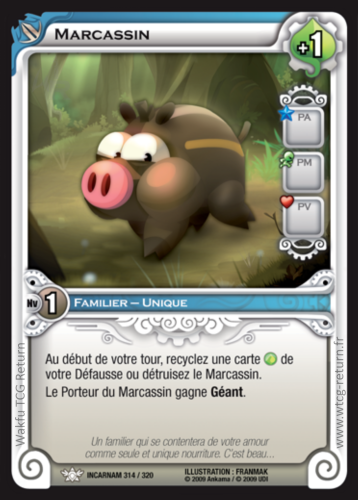 MARCASSIN
+1
PA
PM
PV
Nv 1
FAMILIER – UNIQUE
Au début de votre tour, recyclez une carte de
votre Défausse ou détruisez le Marcassin.
Le Porteur du Marcassin gagne Géant.
Un familier qui se contentera de votre amour
comme seule et unique nourriture. C'est beau...
INCARNAM 314 / 320
ILLUSTRATION : FRANMAK
© 2009 Ankama / © 2009 UDI
Wakfu TCG Return
www.wtcg-return.fr